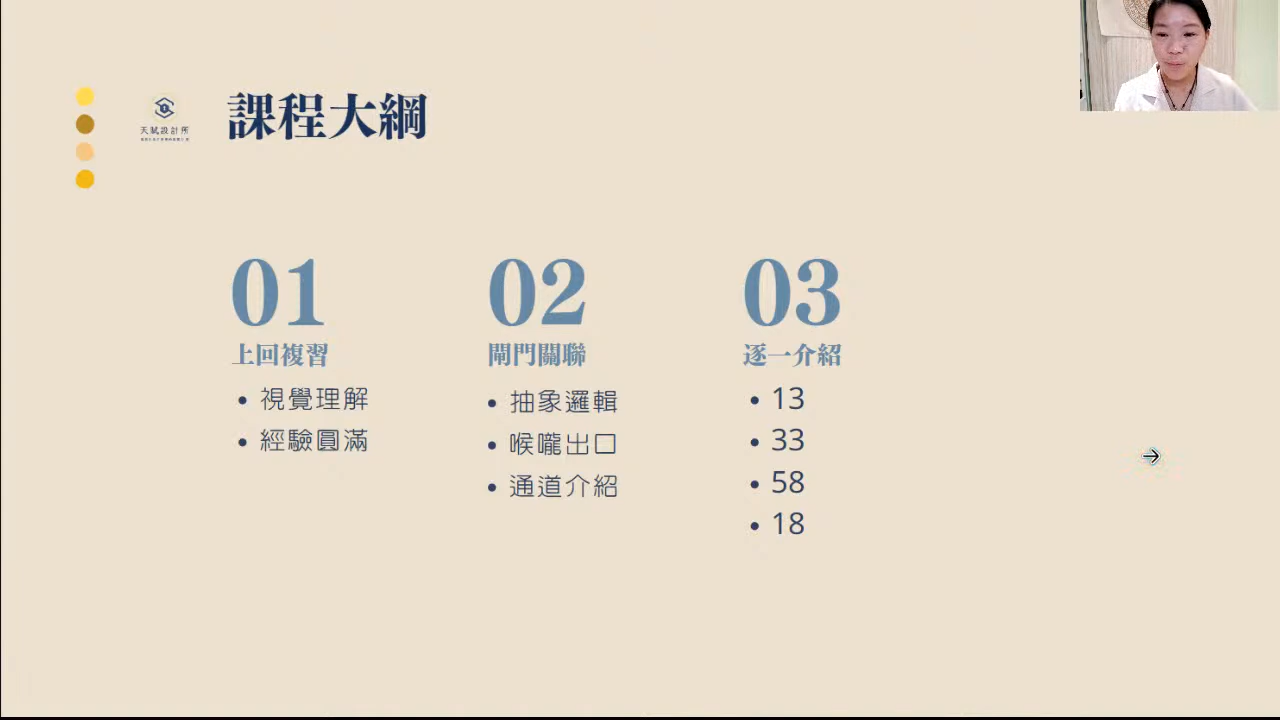 課程大綱
天賦設計所
01
上回複習
• 視覺理解
• 經驗圓滿
02
閘門關聯
• 抽象邏輯
• 喉嚨出口
• 通道介紹
03
逐一介紹
• 13
• 33
• 58
• 18